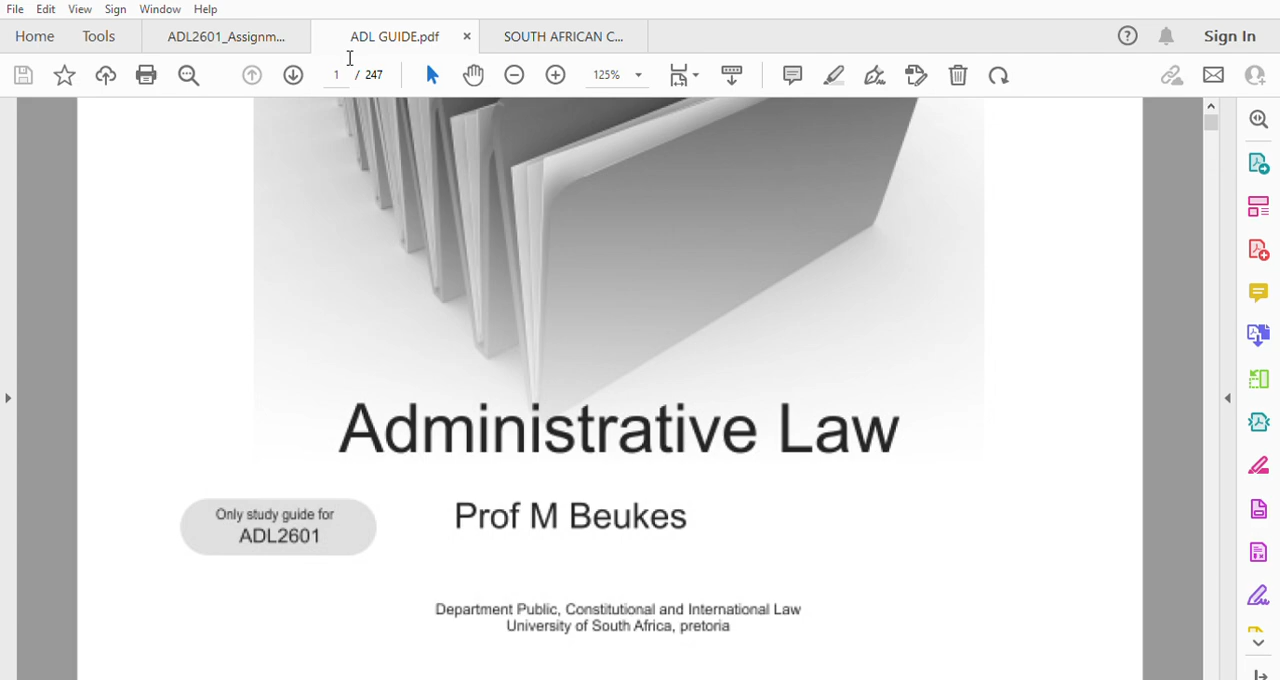 File Edit View Sign Window Help
Home Tools ADL2601_Assignm... ADL GUIDE.pdf × SOUTH AFRICAN C... Sign In
1 / 247 125%
Administrative Law
Only study guide for
ADL2601
Prof M Beukes
Department Public, Constitutional and International Law
University of South Africa, pretoria